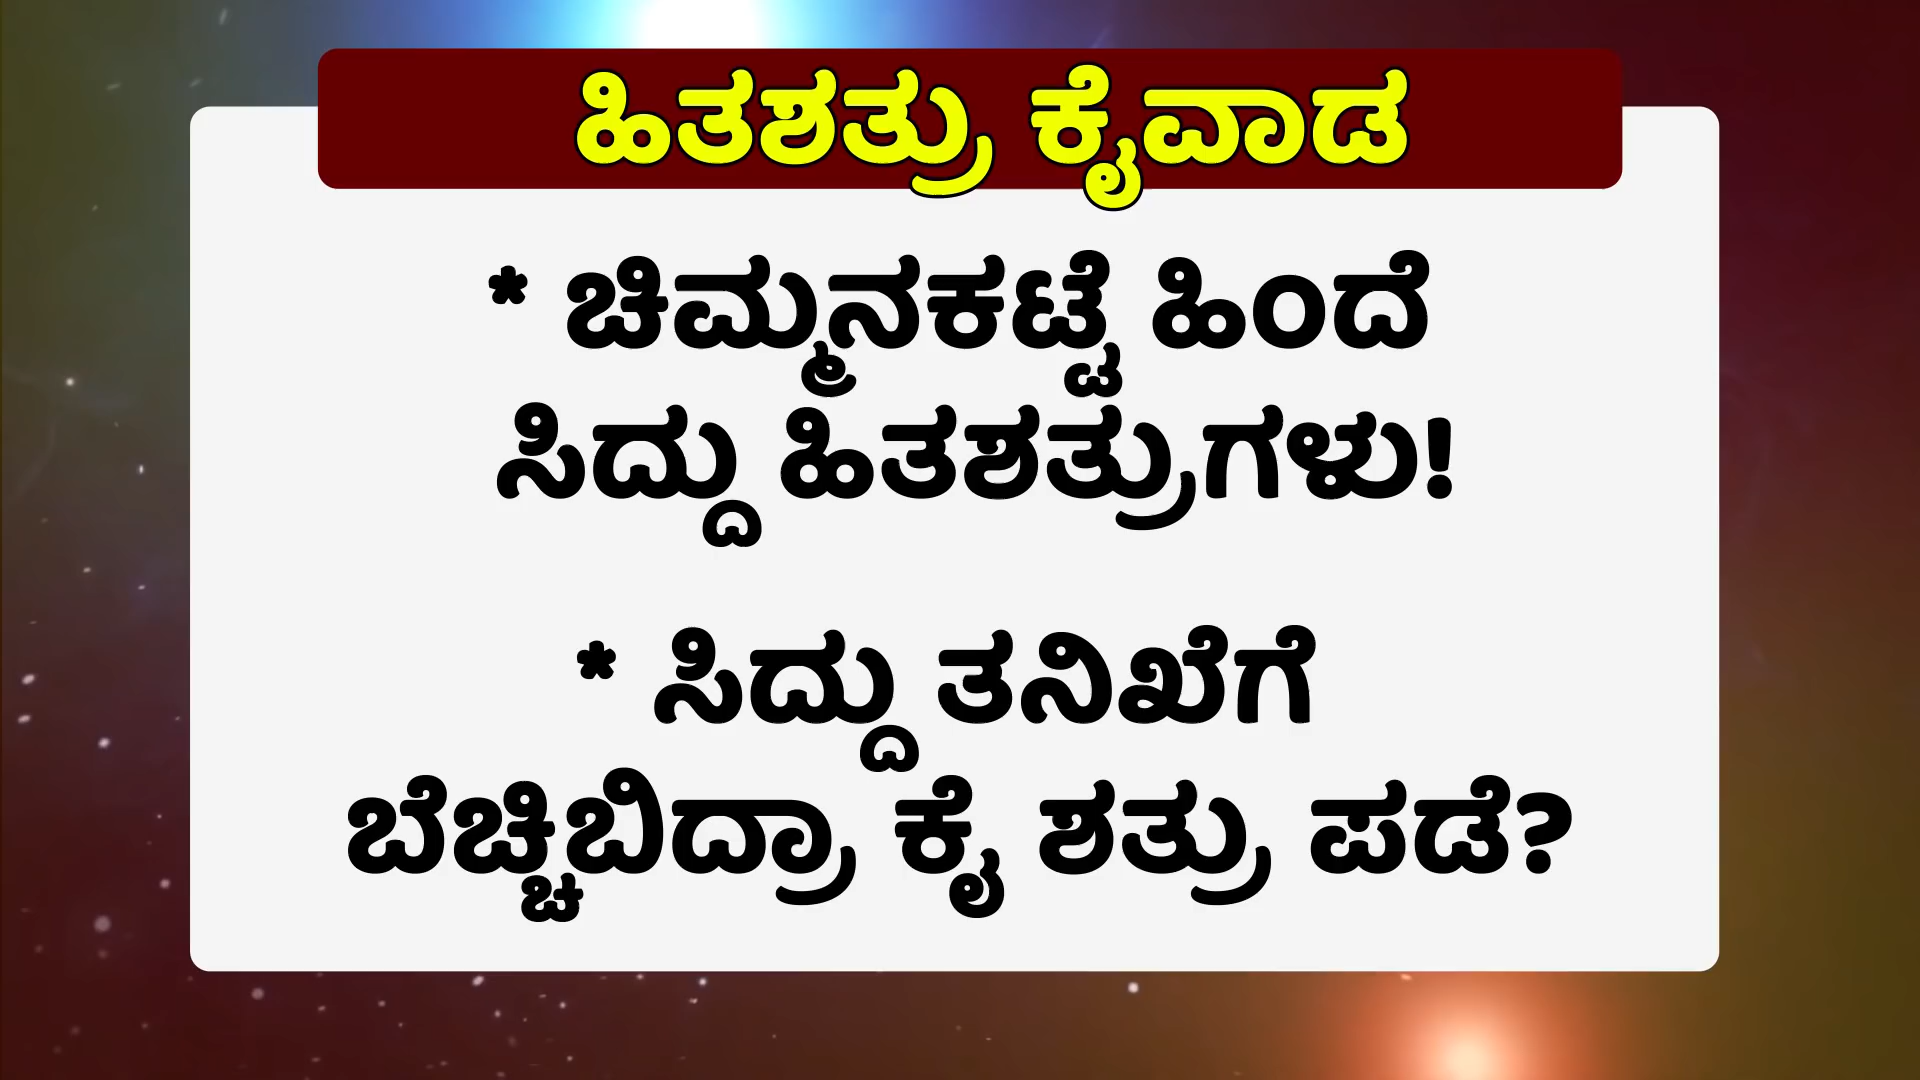 ಹಿತಶತ್ರು ಕೈವಾಡ
* ಚಿಮ್ಮನಕಟ್ಟೆ ಹಿಂದೆ
ಸಿದ್ದು ಹಿತಶತ್ರುಗಳು!
* ಸಿದ್ದು ತನಿಖೆಗೆ
ಬೆಚ್ಚಿಬಿದ್ರಾ ಕೈ ಶತ್ರು ಪಡೆ?